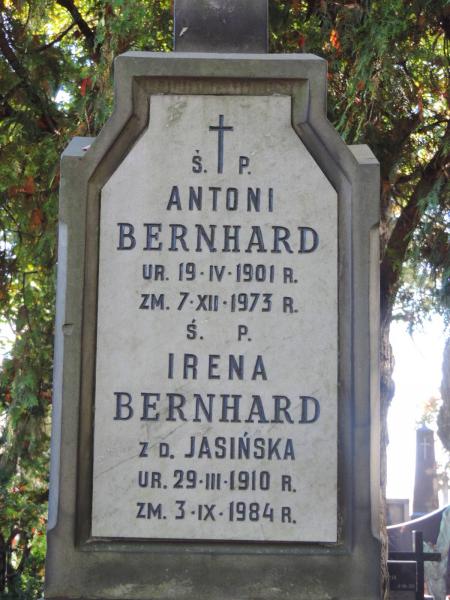 Ś. P.
ANTONI
BERNHARD
UR. 19·IV·1901 R.
ZM. 7·XII·1973 R.
Ś. P.
IRENA
BERNHARD
Z D. JASIŃSKA
UR. 29·III·1910 R.
ZM. 3·IX·1984 R.